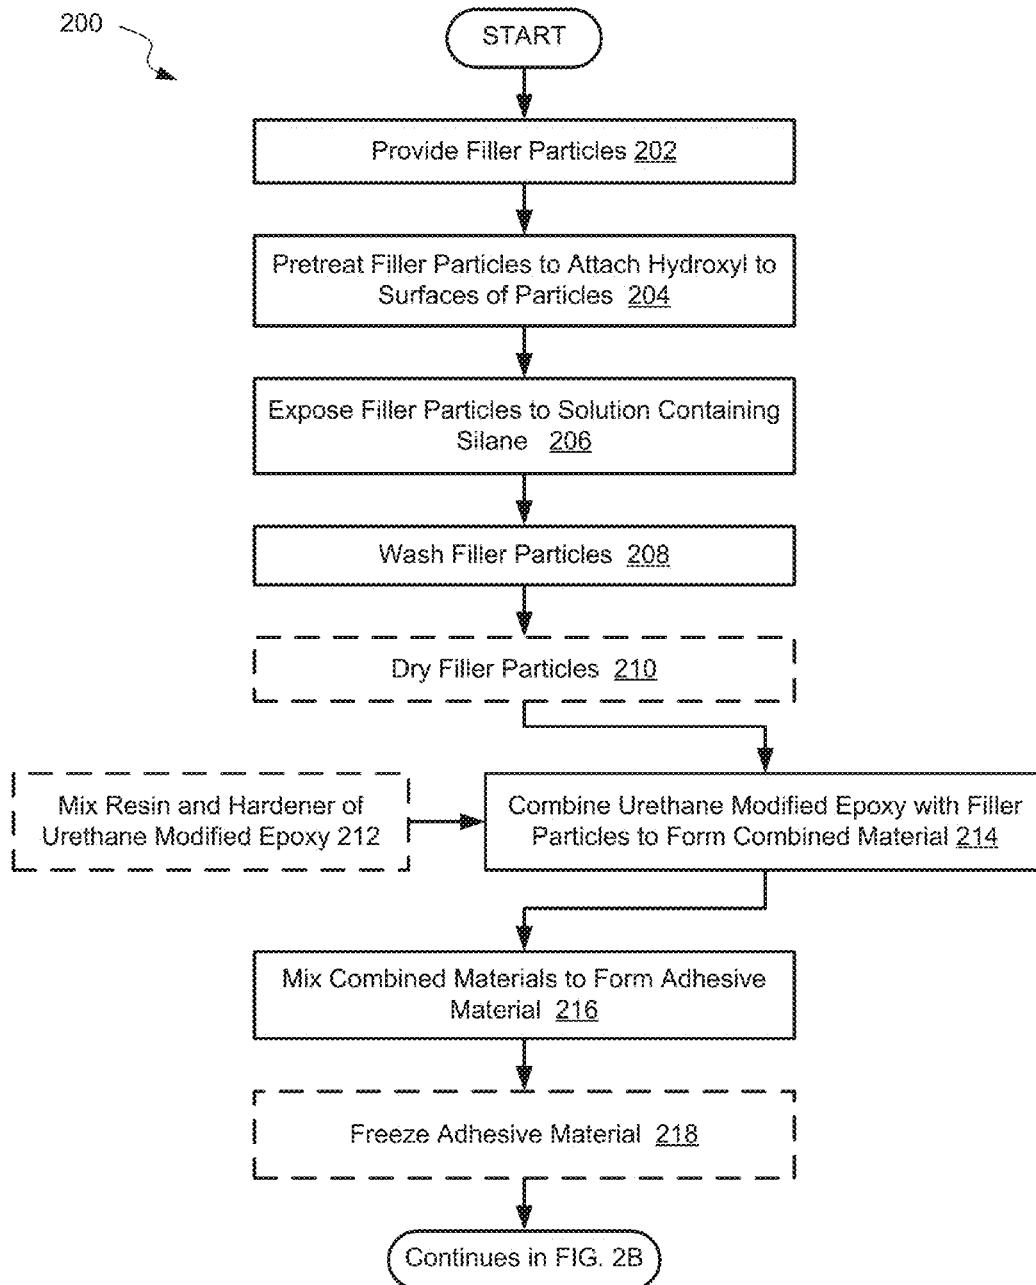 200
START
Provide Filler Particles 202
Pretreat Filler Particles to Attach Hydroxyl to
Surfaces of Particles 204
Expose Filler Particles to Solution Containing
Silane 206
Wash Filler Particles 208
Dry Filler Particles 210
Mix Resin and Hardener of
Urethane Modified Epoxy 212
Combine Urethane Modified Epoxy with Filler
Particles to Form Combined Material 214
Mix Combined Materials to Form Adhesive
Material 216
Freeze Adhesive Material 218
Continues in FIG. 2B